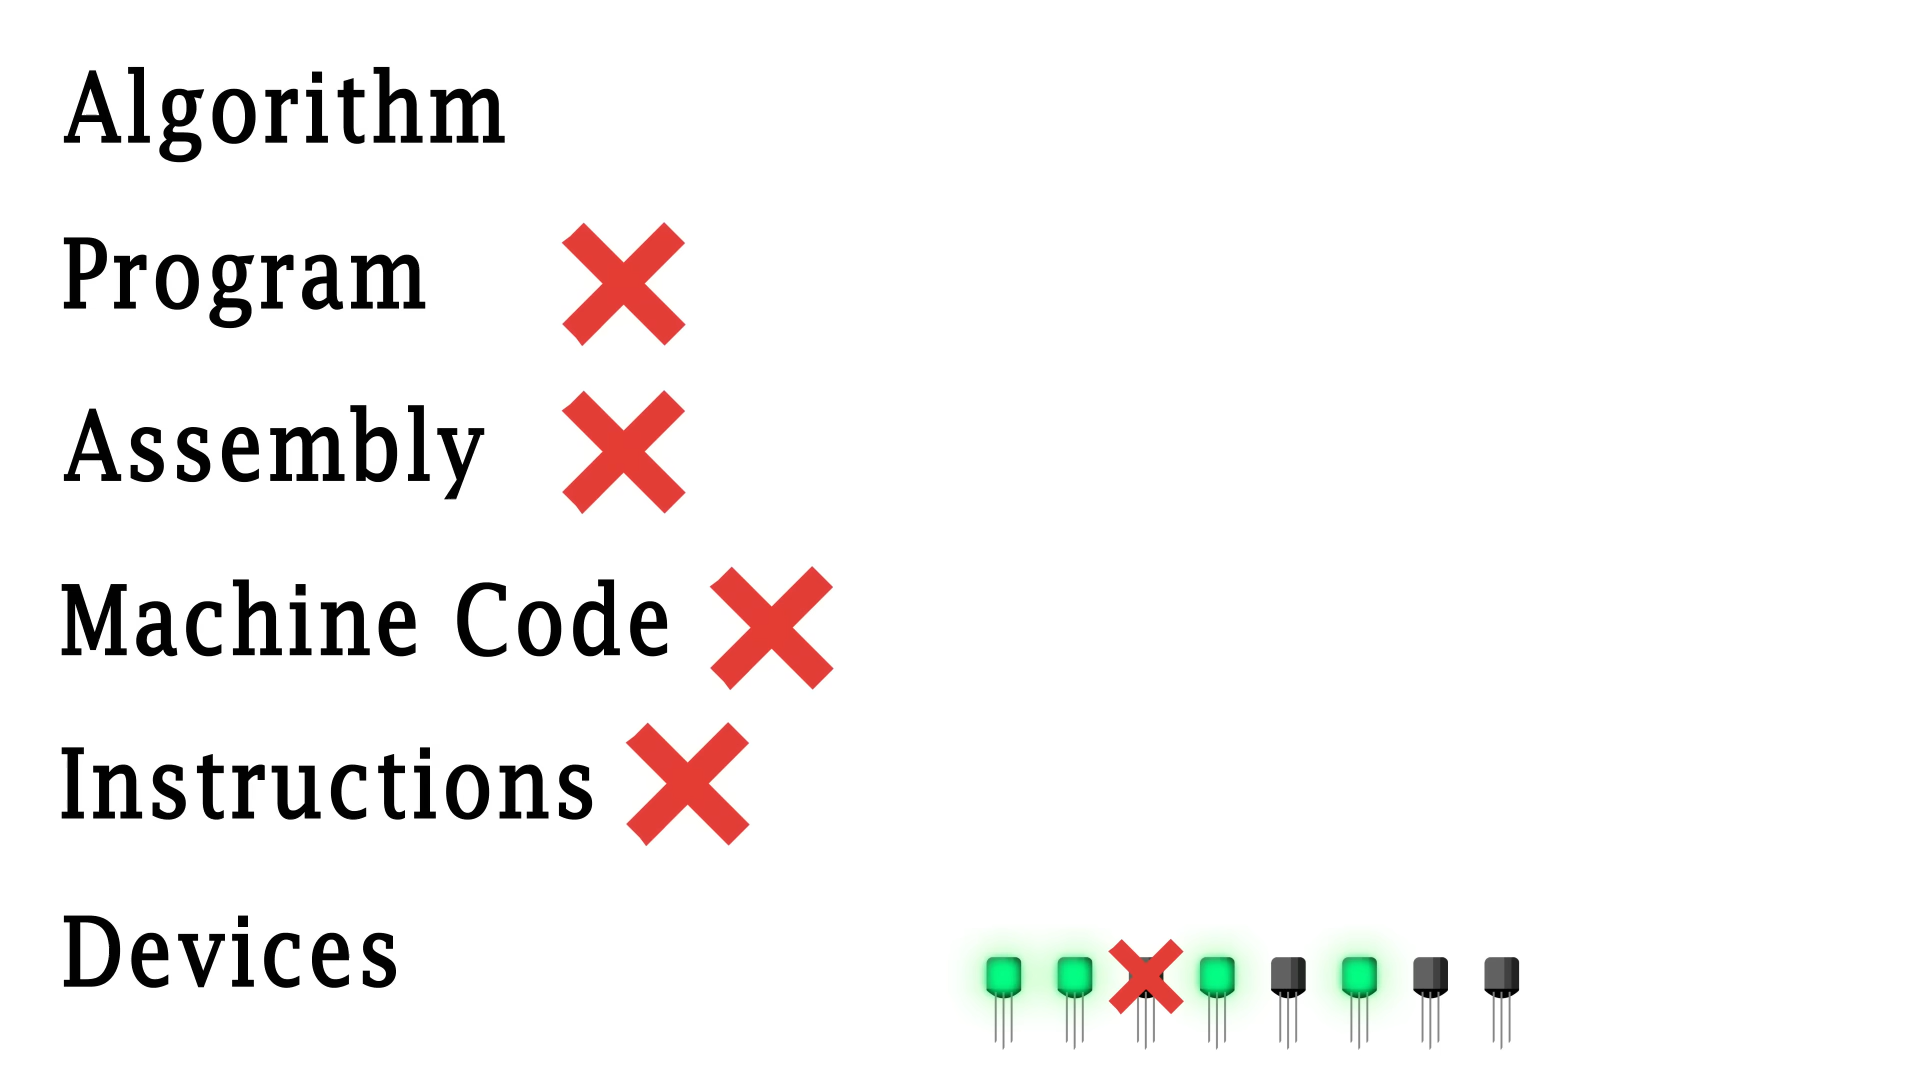 Algorithm
Program
Assembly
Machine Code
Instructions
Devices